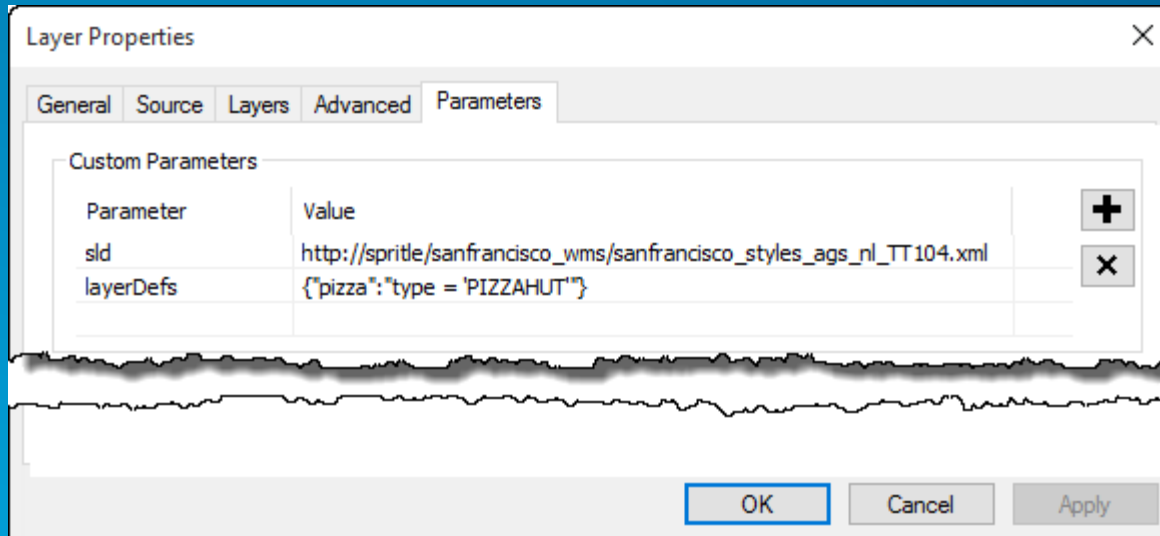 Layer Properties
General Source Layers Advanced Parameters
Custom Parameters
Parameter Value
sld http://spritle/sanfrancisco_wms/sanfrancisco_styles_ags_nl_TT104.xml
layerDefs {"pizza":"type = 'PIZZAHUT'"}
OK Cancel Apply